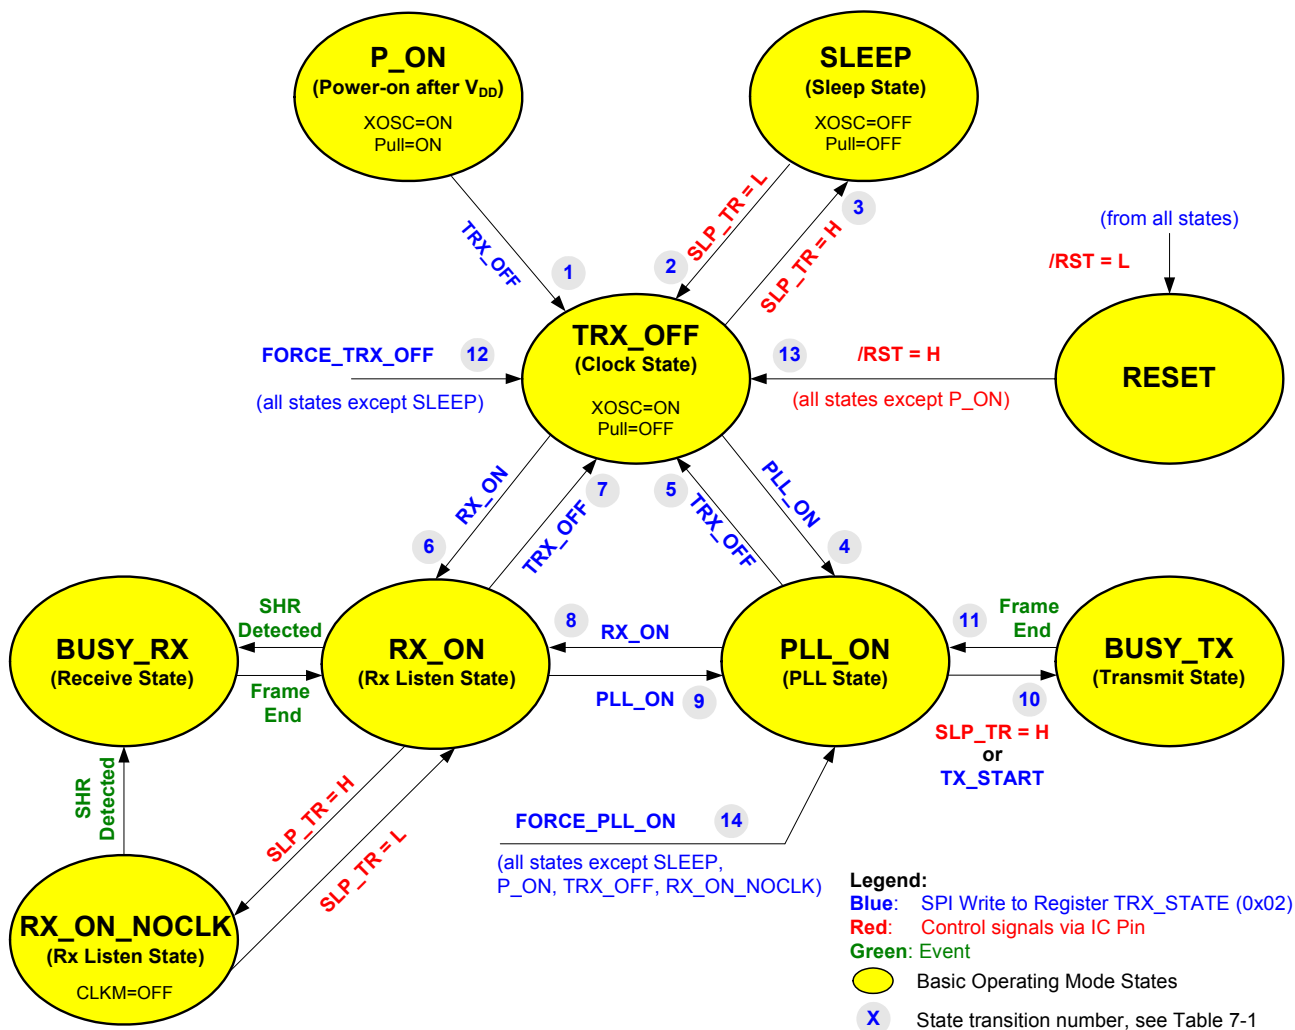 P_ON
(Power-on after VDD)
XOSC=ON
Pull=ON
SLEEP
(Sleep State)
XOSC=OFF
Pull=OFF
TRX_OFF
1
SLP_TR = L
2
SLP_TR = H
3
(from all states)
/RST = L
RESET
FORCE_TRX_OFF
12
(all states except SLEEP)
TRX_OFF
(Clock State)
XOSC=ON
Pull=OFF
13
/RST = H
(all states except P_ON)
RX_ON
6
TRX_OFF
7
TRX_OFF
5
PLL_ON
4
BUSY_RX
(Receive State)
SHR
Detected
Frame
End
RX_ON
(Rx Listen State)
8
RX_ON
PLL_ON
9
PLL_ON
(PLL State)
11
Frame
End
10
SLP_TR = H
or
TX_START
BUSY_TX
(Transmit State)
SHR
Detected
SLP_TR = H
SLP_TR = L
FORCE_PLL_ON
14
(all states except SLEEP,
P_ON, TRX_OFF, RX_ON_NOCLK)
RX_ON_NOCLK
(Rx Listen State)
CLKM=OFF
Legend:
Blue: SPI Write to Register TRX_STATE (0x02)
Red: Control signals via IC Pin
Green: Event
Basic Operating Mode States
X State transition number, see Table 7-1